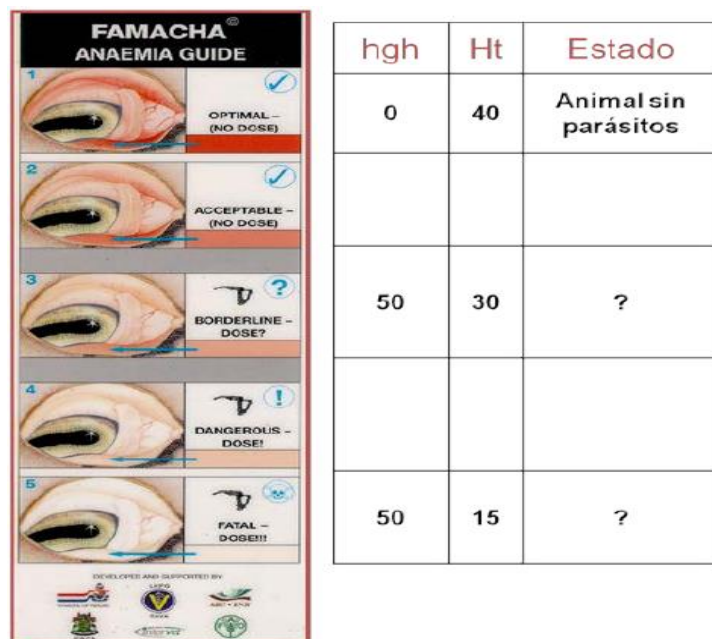 FAMACHA©
ANAEMIA GUIDE
1
OPTIMAL –
(NO DOSE)
2
ACCEPTABLE –
(NO DOSE)
3
?
BORDERLINE –
DOSE?
4
!
DANGEROUS –
DOSE!
5
FATAL –
DOSE!!!
DEVELOPED AND SUPPORTED BY:
hgh Ht Estado
0 40 Animal sin
parásitos
50 30 ?
50 15 ?